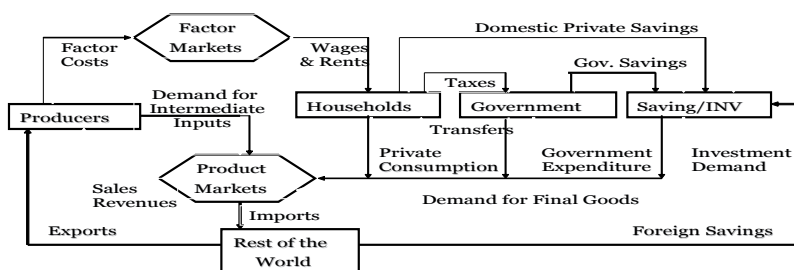 Factor
Markets
Domestic Private Savings
Factor
Costs
Wages
& Rents
Gov. Savings
Taxes
Demand for
Intermediate
Inputs
Producers
Households
Government
Saving/INV
Transfers
Product
Markets
Private
Consumption
Government
Expenditure
Investment
Demand
Sales
Revenues
Demand for Final Goods
Imports
Exports
Rest of the
World
Foreign Savings